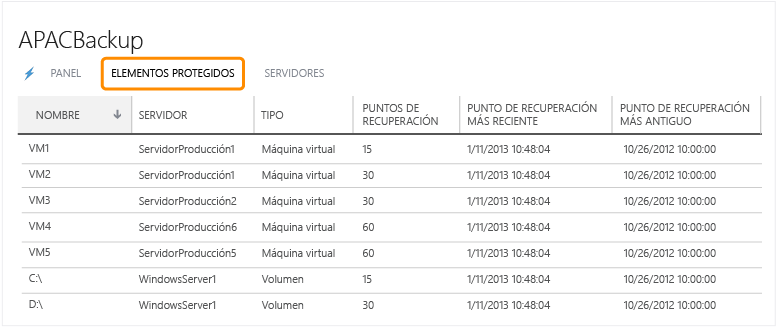 APACBackup
PANEL ELEMENTOS PROTEGIDOS SERVIDORES
NOMBRE SERVIDOR TIPO PUNTOS DE RECUPERACIÓN PUNTO DE RECUPERACIÓN MÁS RECIENTE PUNTO DE RECUPERACIÓN MÁS ANTIGUO
VM1 ServidorProducción1 Máquina virtual 15 1/11/2013 10:48:04 10/26/2012 10:00:00
VM2 ServidorProducción1 Máquina virtual 30 1/11/2013 10:48:04 10/26/2012 10:00:00
VM3 ServidorProducción2 Máquina virtual 30 1/11/2013 10:48:04 10/26/2012 10:00:00
VM4 ServidorProducción6 Máquina virtual 60 1/11/2013 10:48:04 10/26/2012 10:00:00
VM5 ServidorProducción5 Máquina virtual 60 1/11/2013 10:48:04 10/26/2012 10:00:00
C:\ WindowsServer1 Volumen 15 1/11/2013 10:48:04 10/26/2012 10:00:00
D:\ WindowsServer1 Volumen 30 1/11/2013 10:48:04 10/26/2012 10:00:00